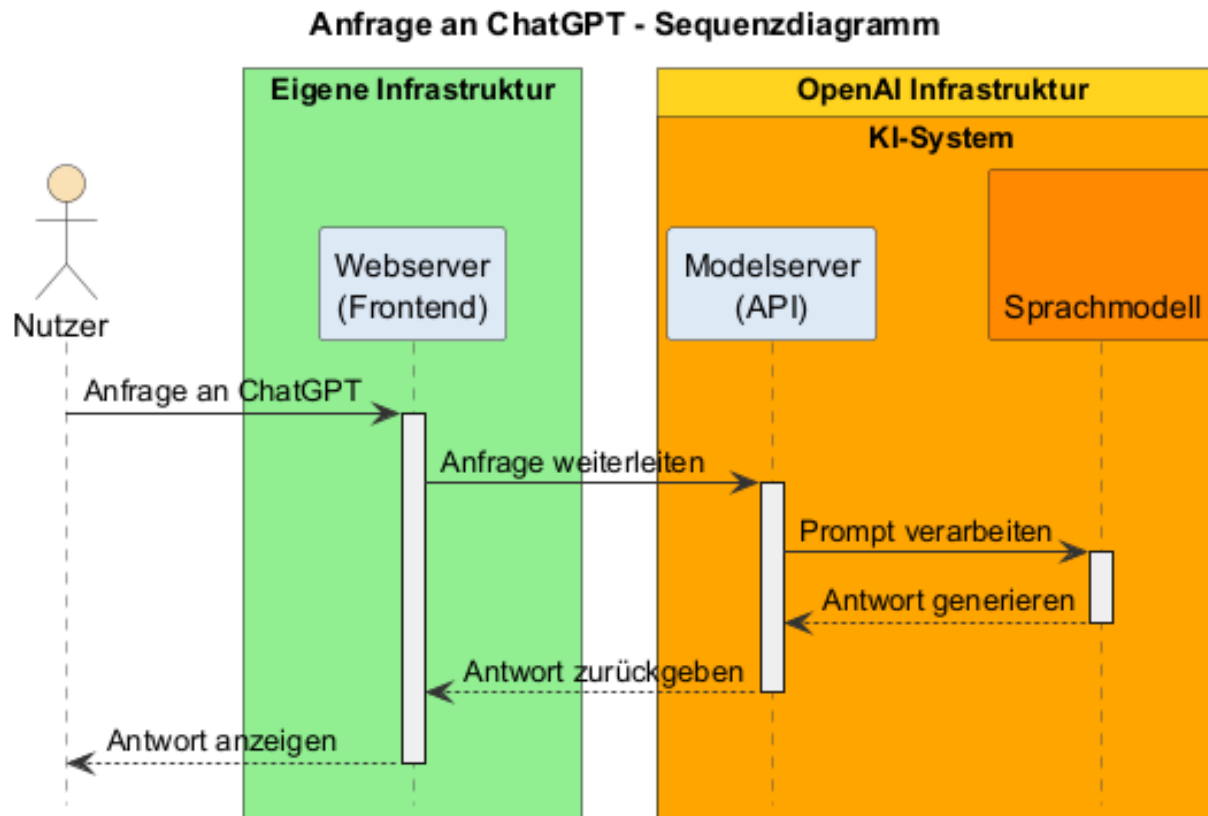 Anfrage an ChatGPT - Sequenzdiagramm
Eigene Infrastruktur
OpenAI Infrastruktur
KI-System
Nutzer
Webserver
(Frontend)
Modelserver
(API)
Sprachmodell
Anfrage an ChatGPT
Anfrage weiterleiten
Prompt verarbeiten
Antwort generieren
Antwort zurückgeben
Antwort anzeigen